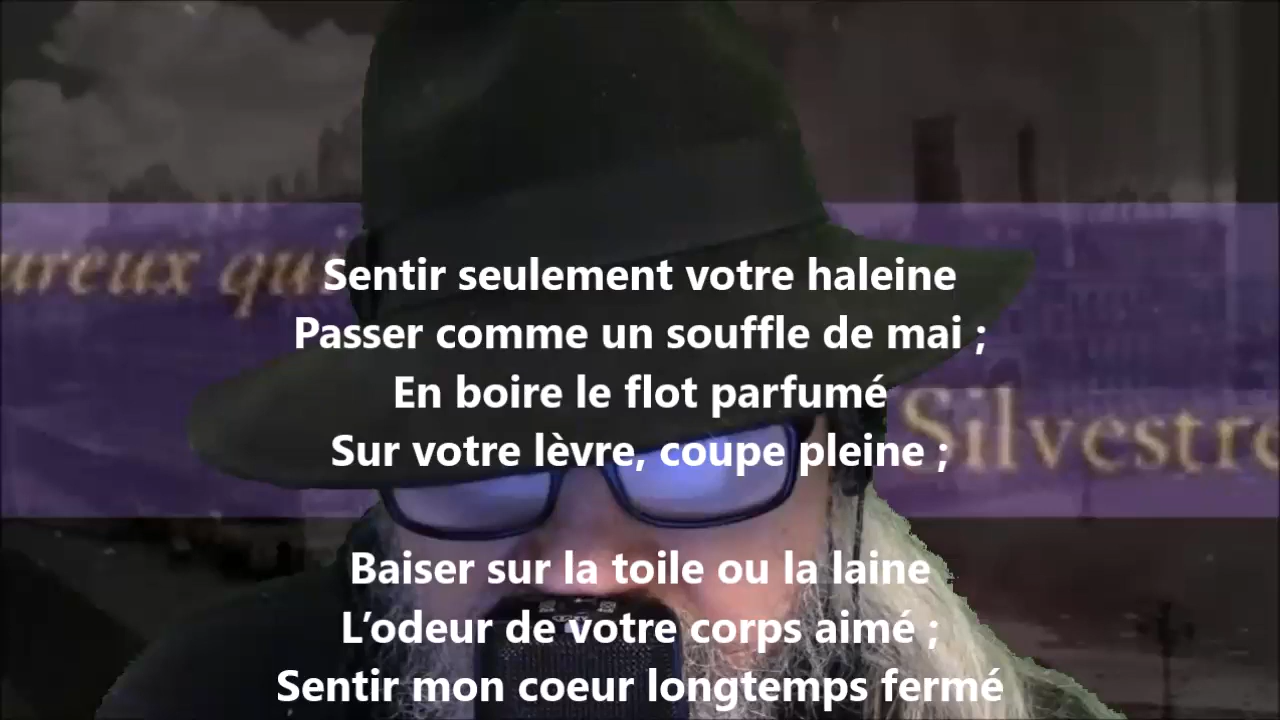 ureux qu
Sentir seulement votre haleine
Passer comme un souffle de mai ;
En boire le flot parfumé
Silvestre
Sur votre lèvre, coupe pleine ;
Baiser sur la toile ou la laine
L’odeur de votre corps aimé ;
Sentir mon coeur longtemps fermé